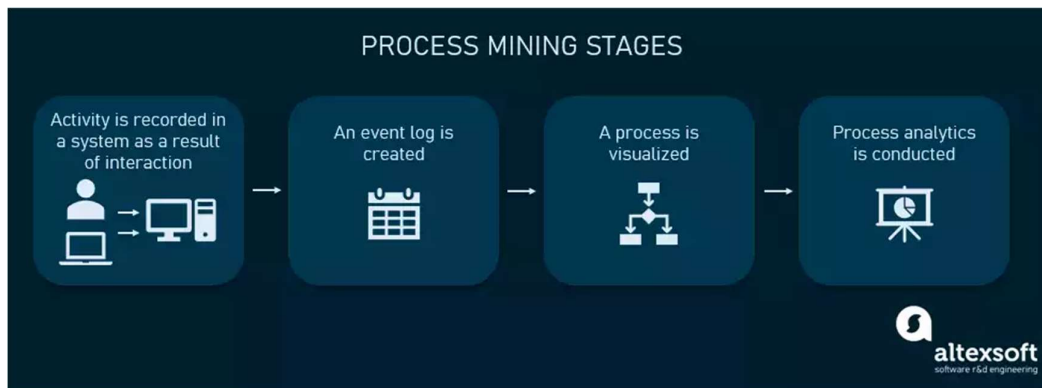 PROCESS MINING STAGES
Activity is recorded in
a system as a result
of interaction
An event log is
created
A process is
visualized
Process analytics
is conducted
altexsoft
software r&d engineering